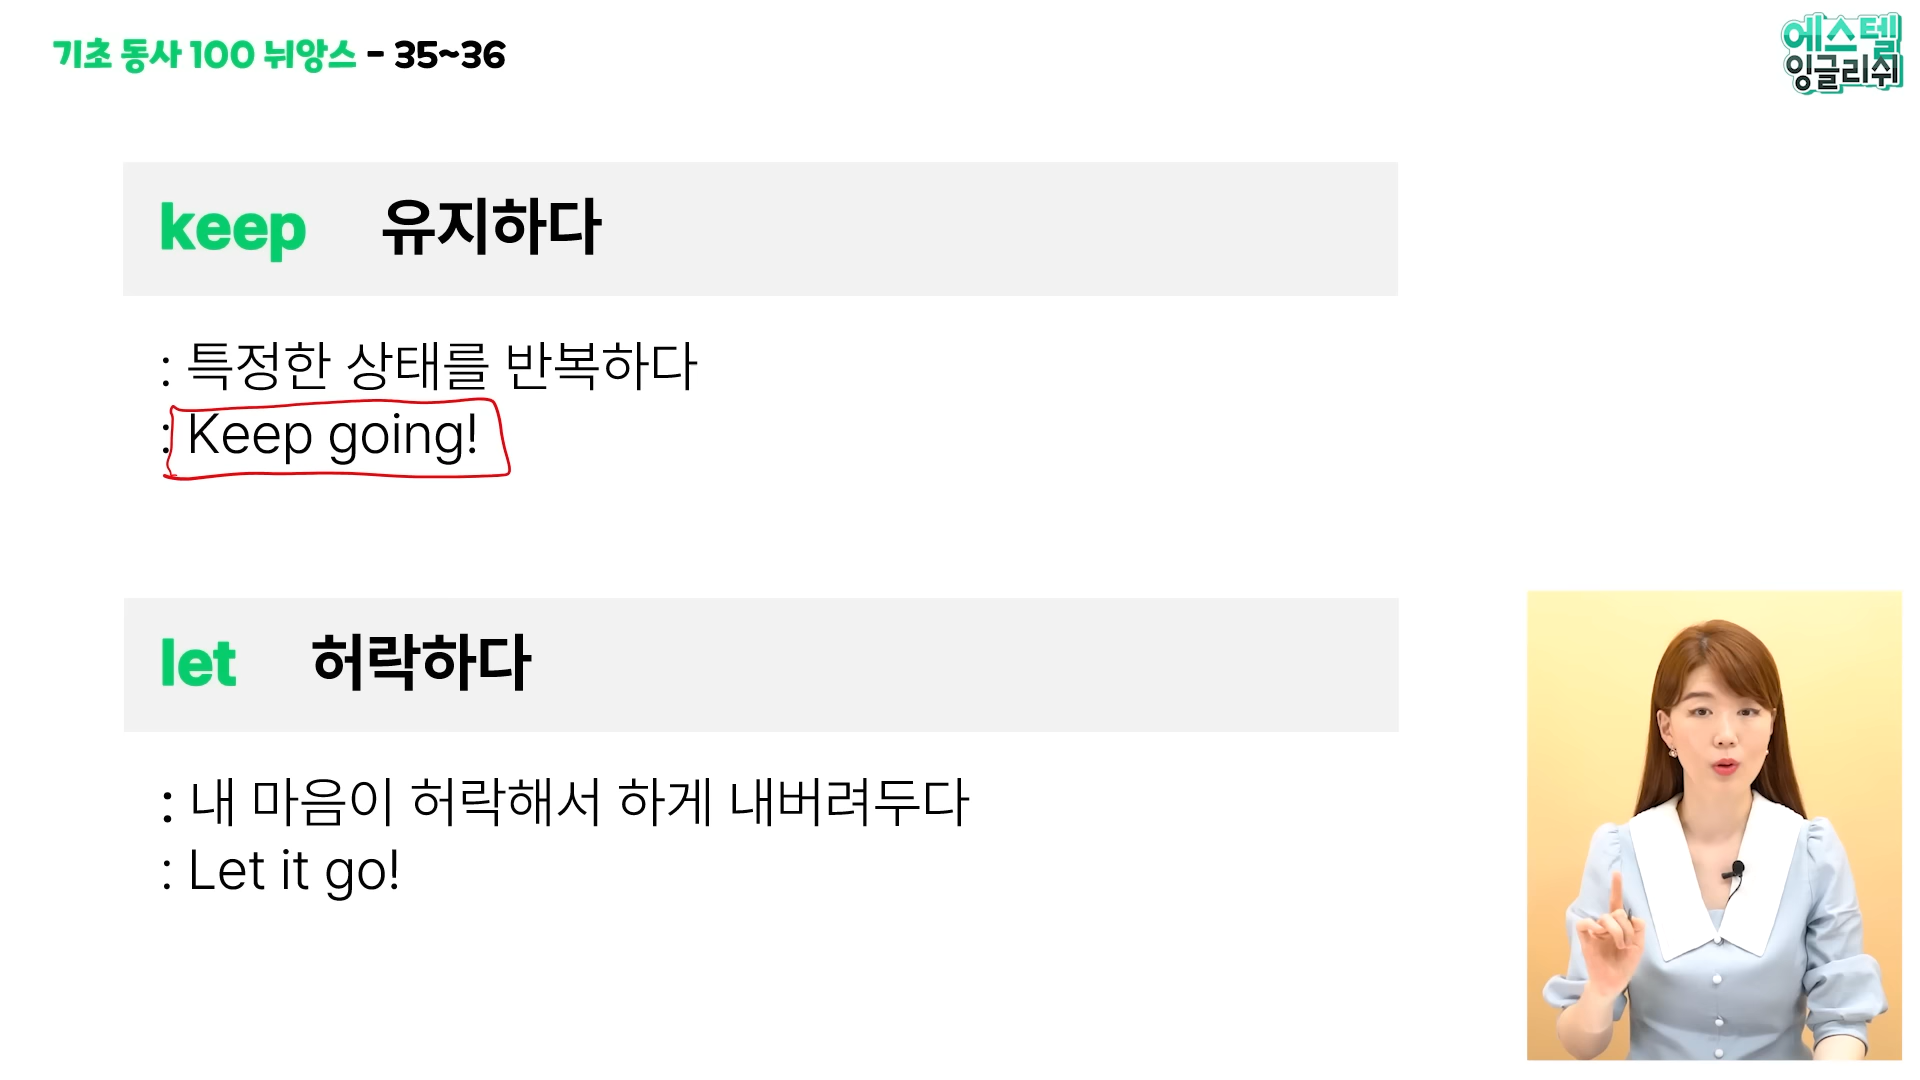 기초 동사 100 뉘앙스 - 35~36
에스텔
잉글리쉬
keep 유지하다
: 특정한 상태를 반복하다
: Keep going!
let 허락하다
: 내 마음이 허락해서 하게 내버려두다
: Let it go!